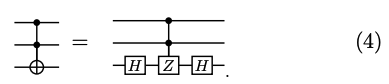 = (4)
H Z H .